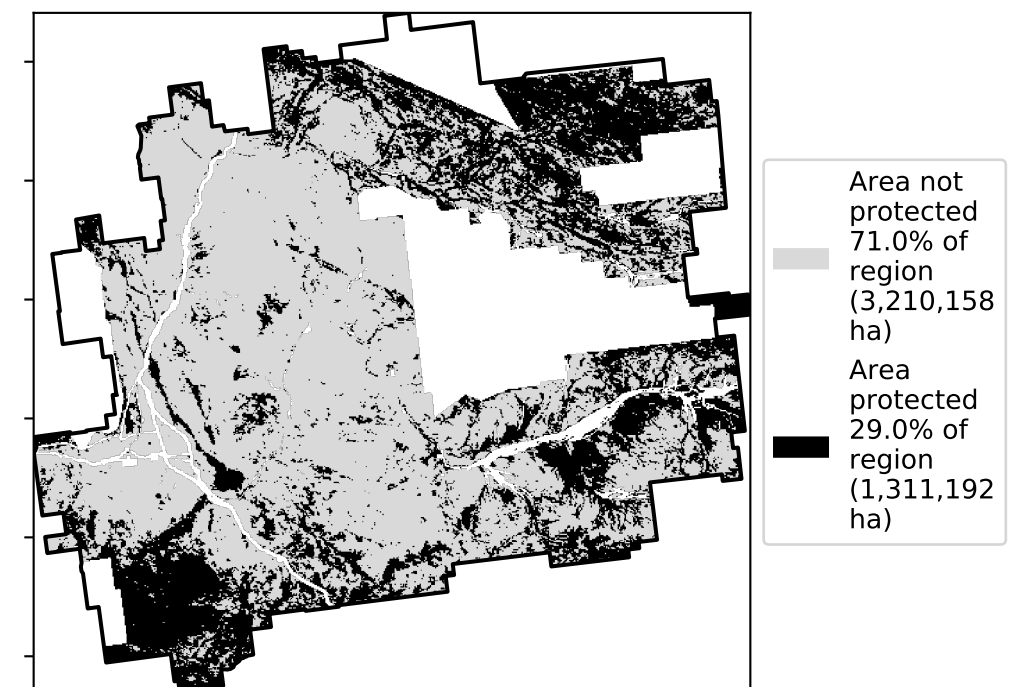 Area not
protected
71.0% of
region
(3,210,158
ha)
Area
protected
29.0% of
region
(1,311,192
ha)